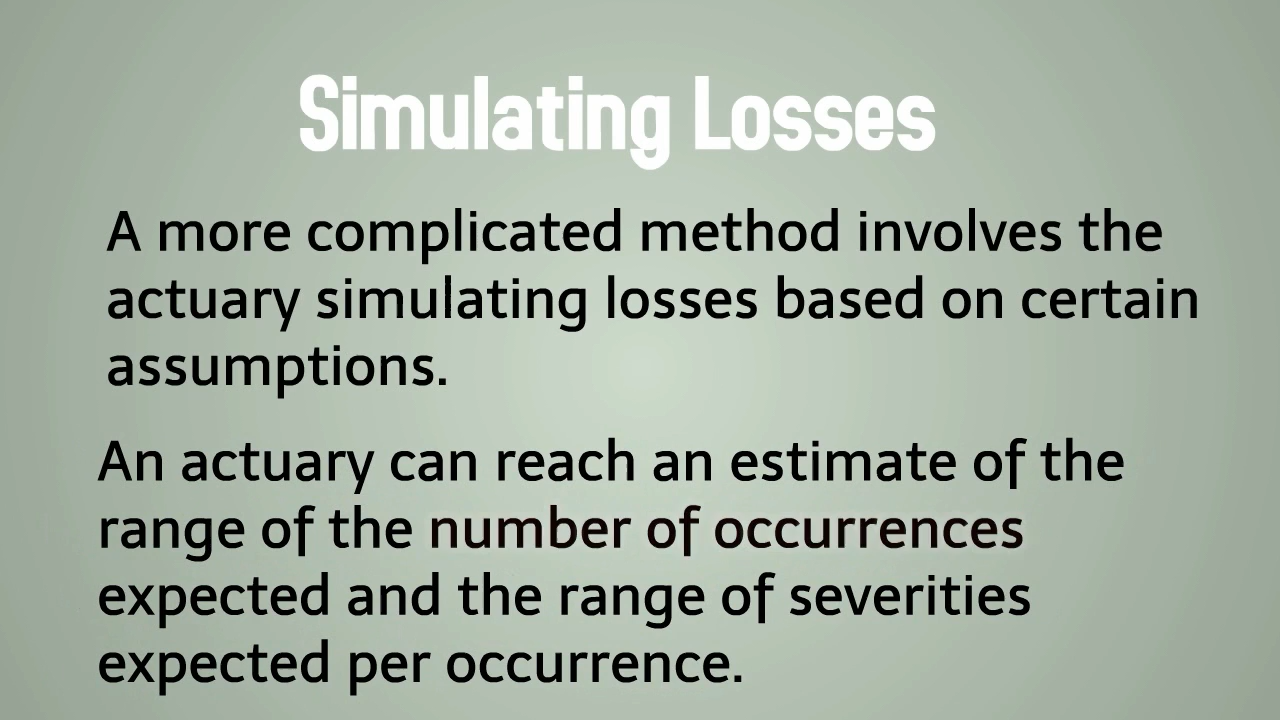 Simulating Losses
A more complicated method involves the
actuary simulating losses based on certain
assumptions.
An actuary can reach an estimate of the
range of the number of occurrences
expected and the range of severities
expected per occurrence.